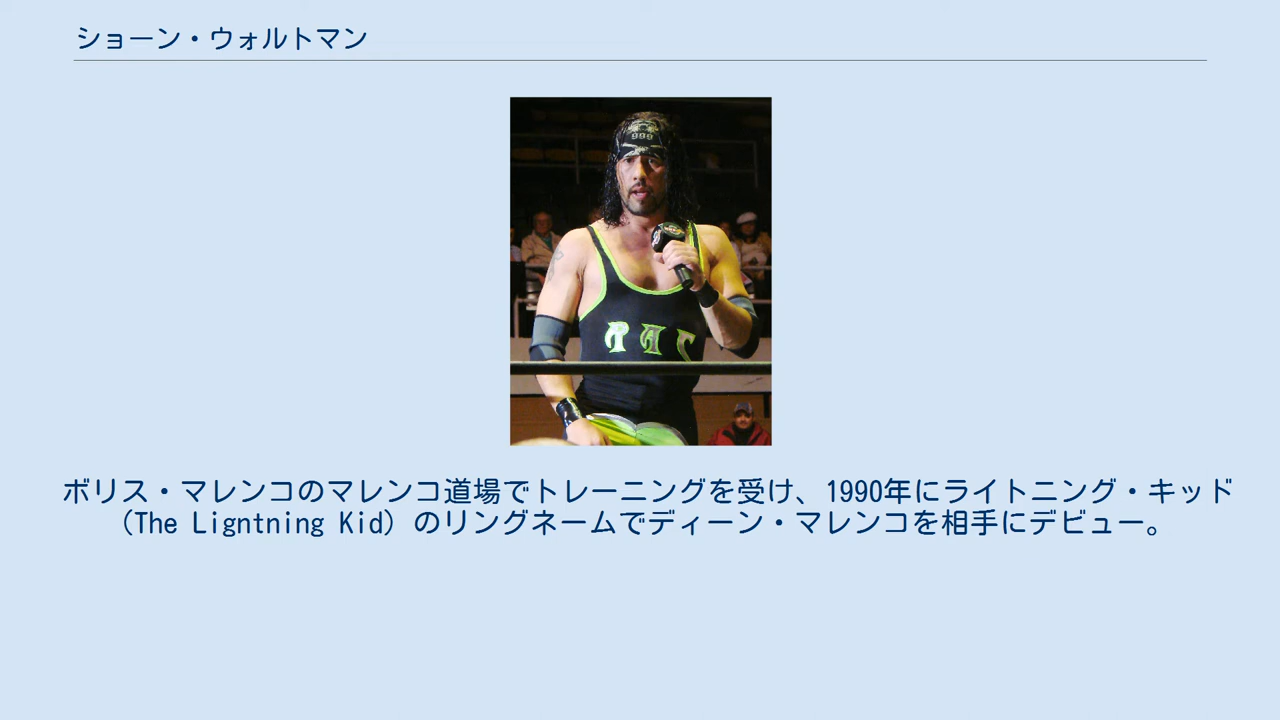 ショーン・ウォルトマン
999
RAC
ボリス・マレンコのマレンコ道場でトレーニングを受け、1990年にライトニング・キッド
（The Ligntning Kid）のリングネームでディーン・マレンコを相手にデビュー。